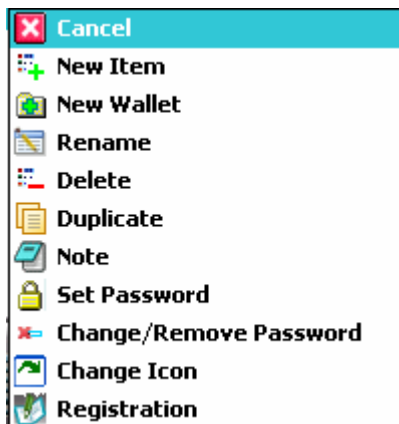 Cancel
New Item
New Wallet
Rename
Delete
Duplicate
Note
Set Password
Change/Remove Password
Change Icon
Registration